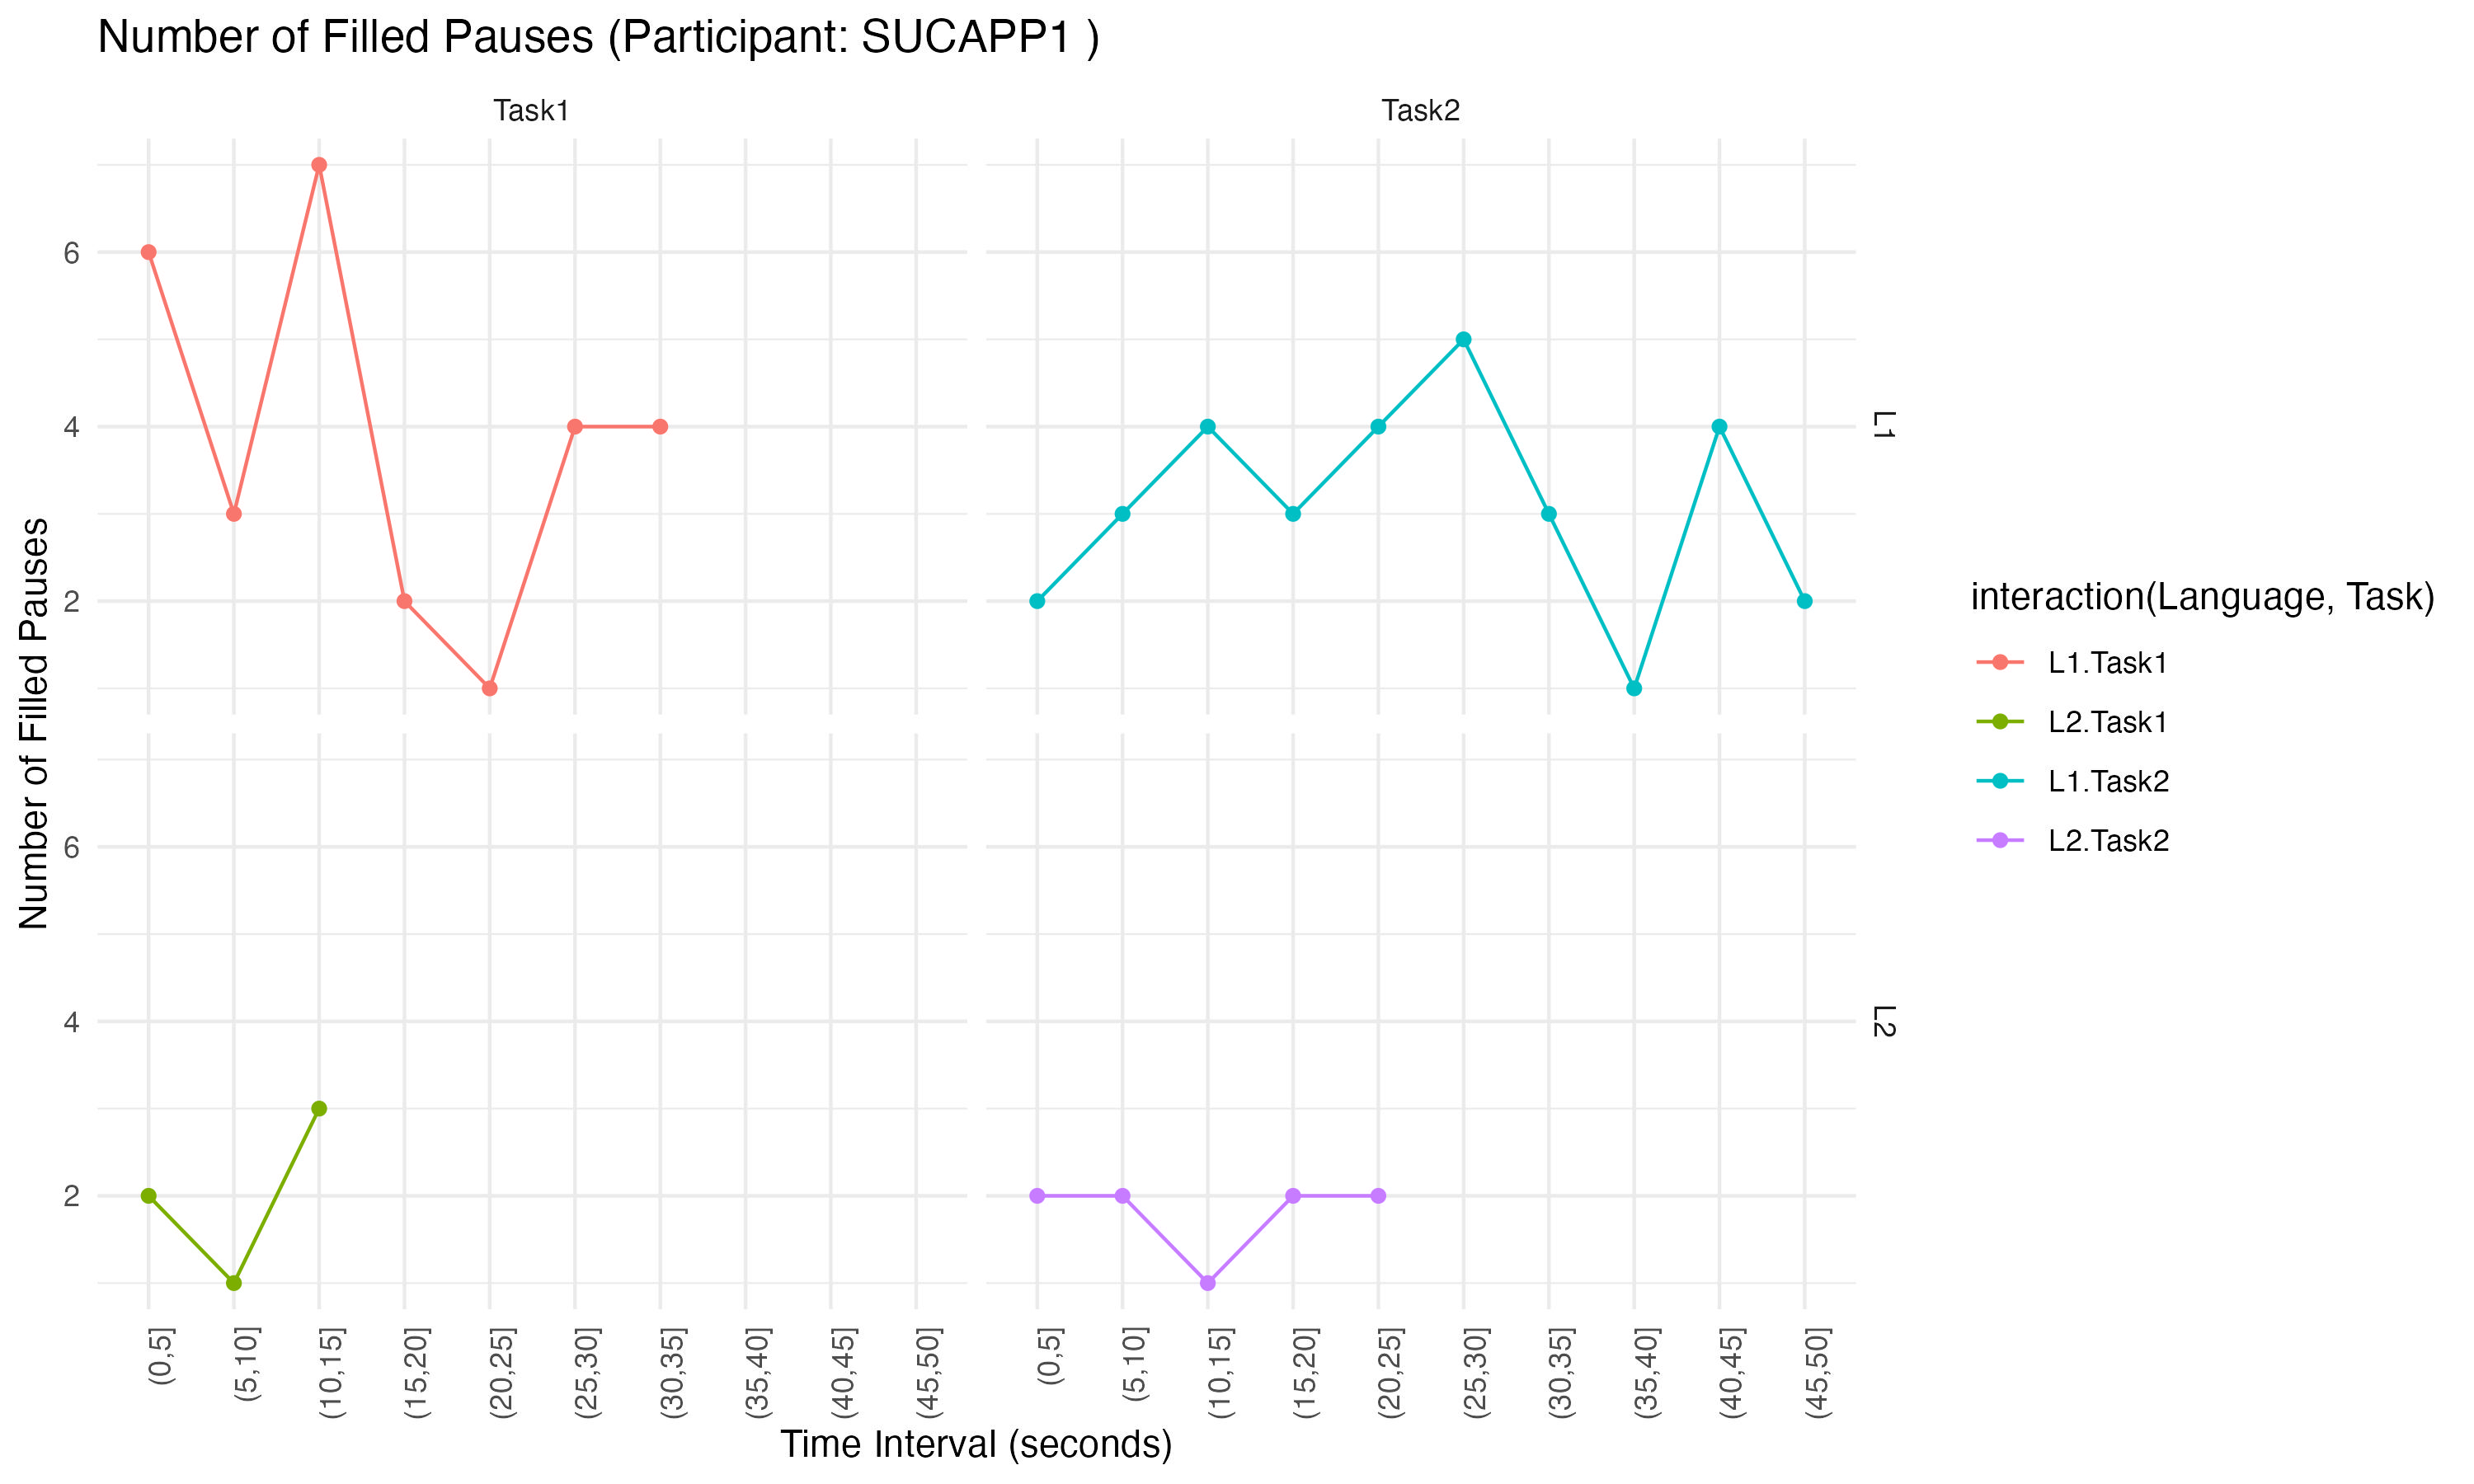 Number of Filled Pauses (Participant: SUCAPP1 )
Task1
Task2
6
4
2
L1
6
4
2
L2
Number of Filled Pauses
(0,5]
(5,10]
(10,15]
(15,20]
(20,25]
(25,30]
(30,35]
(35,40]
(40,45]
(45,50]
(0,5]
(5,10]
(10,15]
(15,20]
(20,25]
(25,30]
(30,35]
(35,40]
(40,45]
(45,50]
Time Interval (seconds)
interaction(Language, Task)
L1.Task1
L2.Task1
L1.Task2
L2.Task2